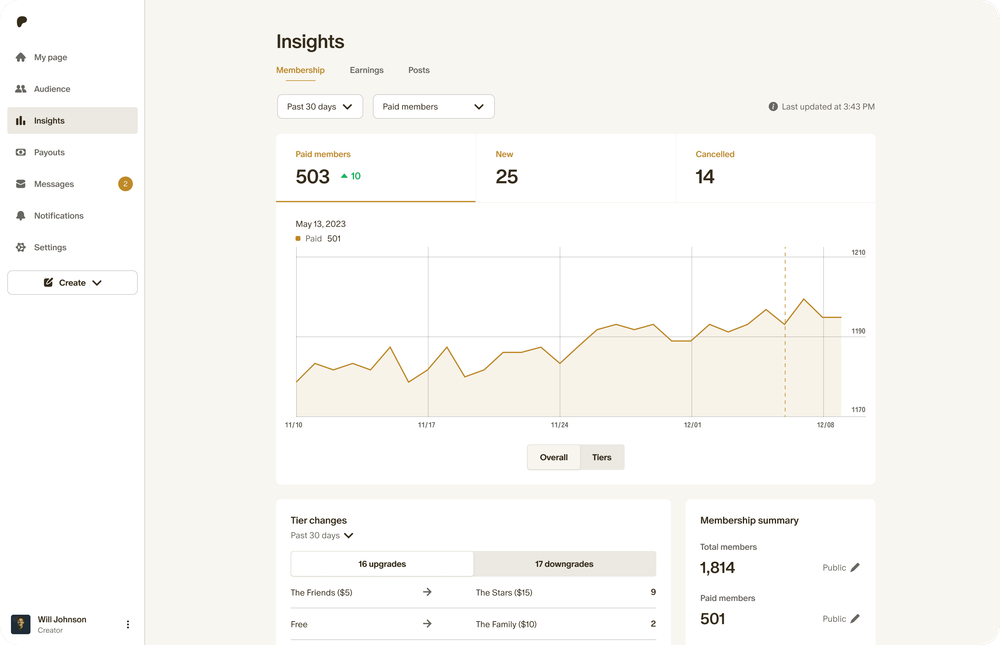 My page
Audience
Insights
Payouts
Messages 2
Notifications
Settings
Create
Will Johnson
Creator
Insights
Membership Earnings Posts
Past 30 days Paid members Last updated at 3:43 PM
Paid members New Cancelled
503 10 25 14
May 13, 2023
Paid 501
1210
1190
1170
11/10 11/17 11/24 12/01 12/08
Overall Tiers
Tier changes
Past 30 days
16 upgrades 17 downgrades
The Friends ($5) → The Stars ($15) 9
Free → The Family ($10) 2
Membership summary
Total members
1,814 Public
Paid members
501 Public